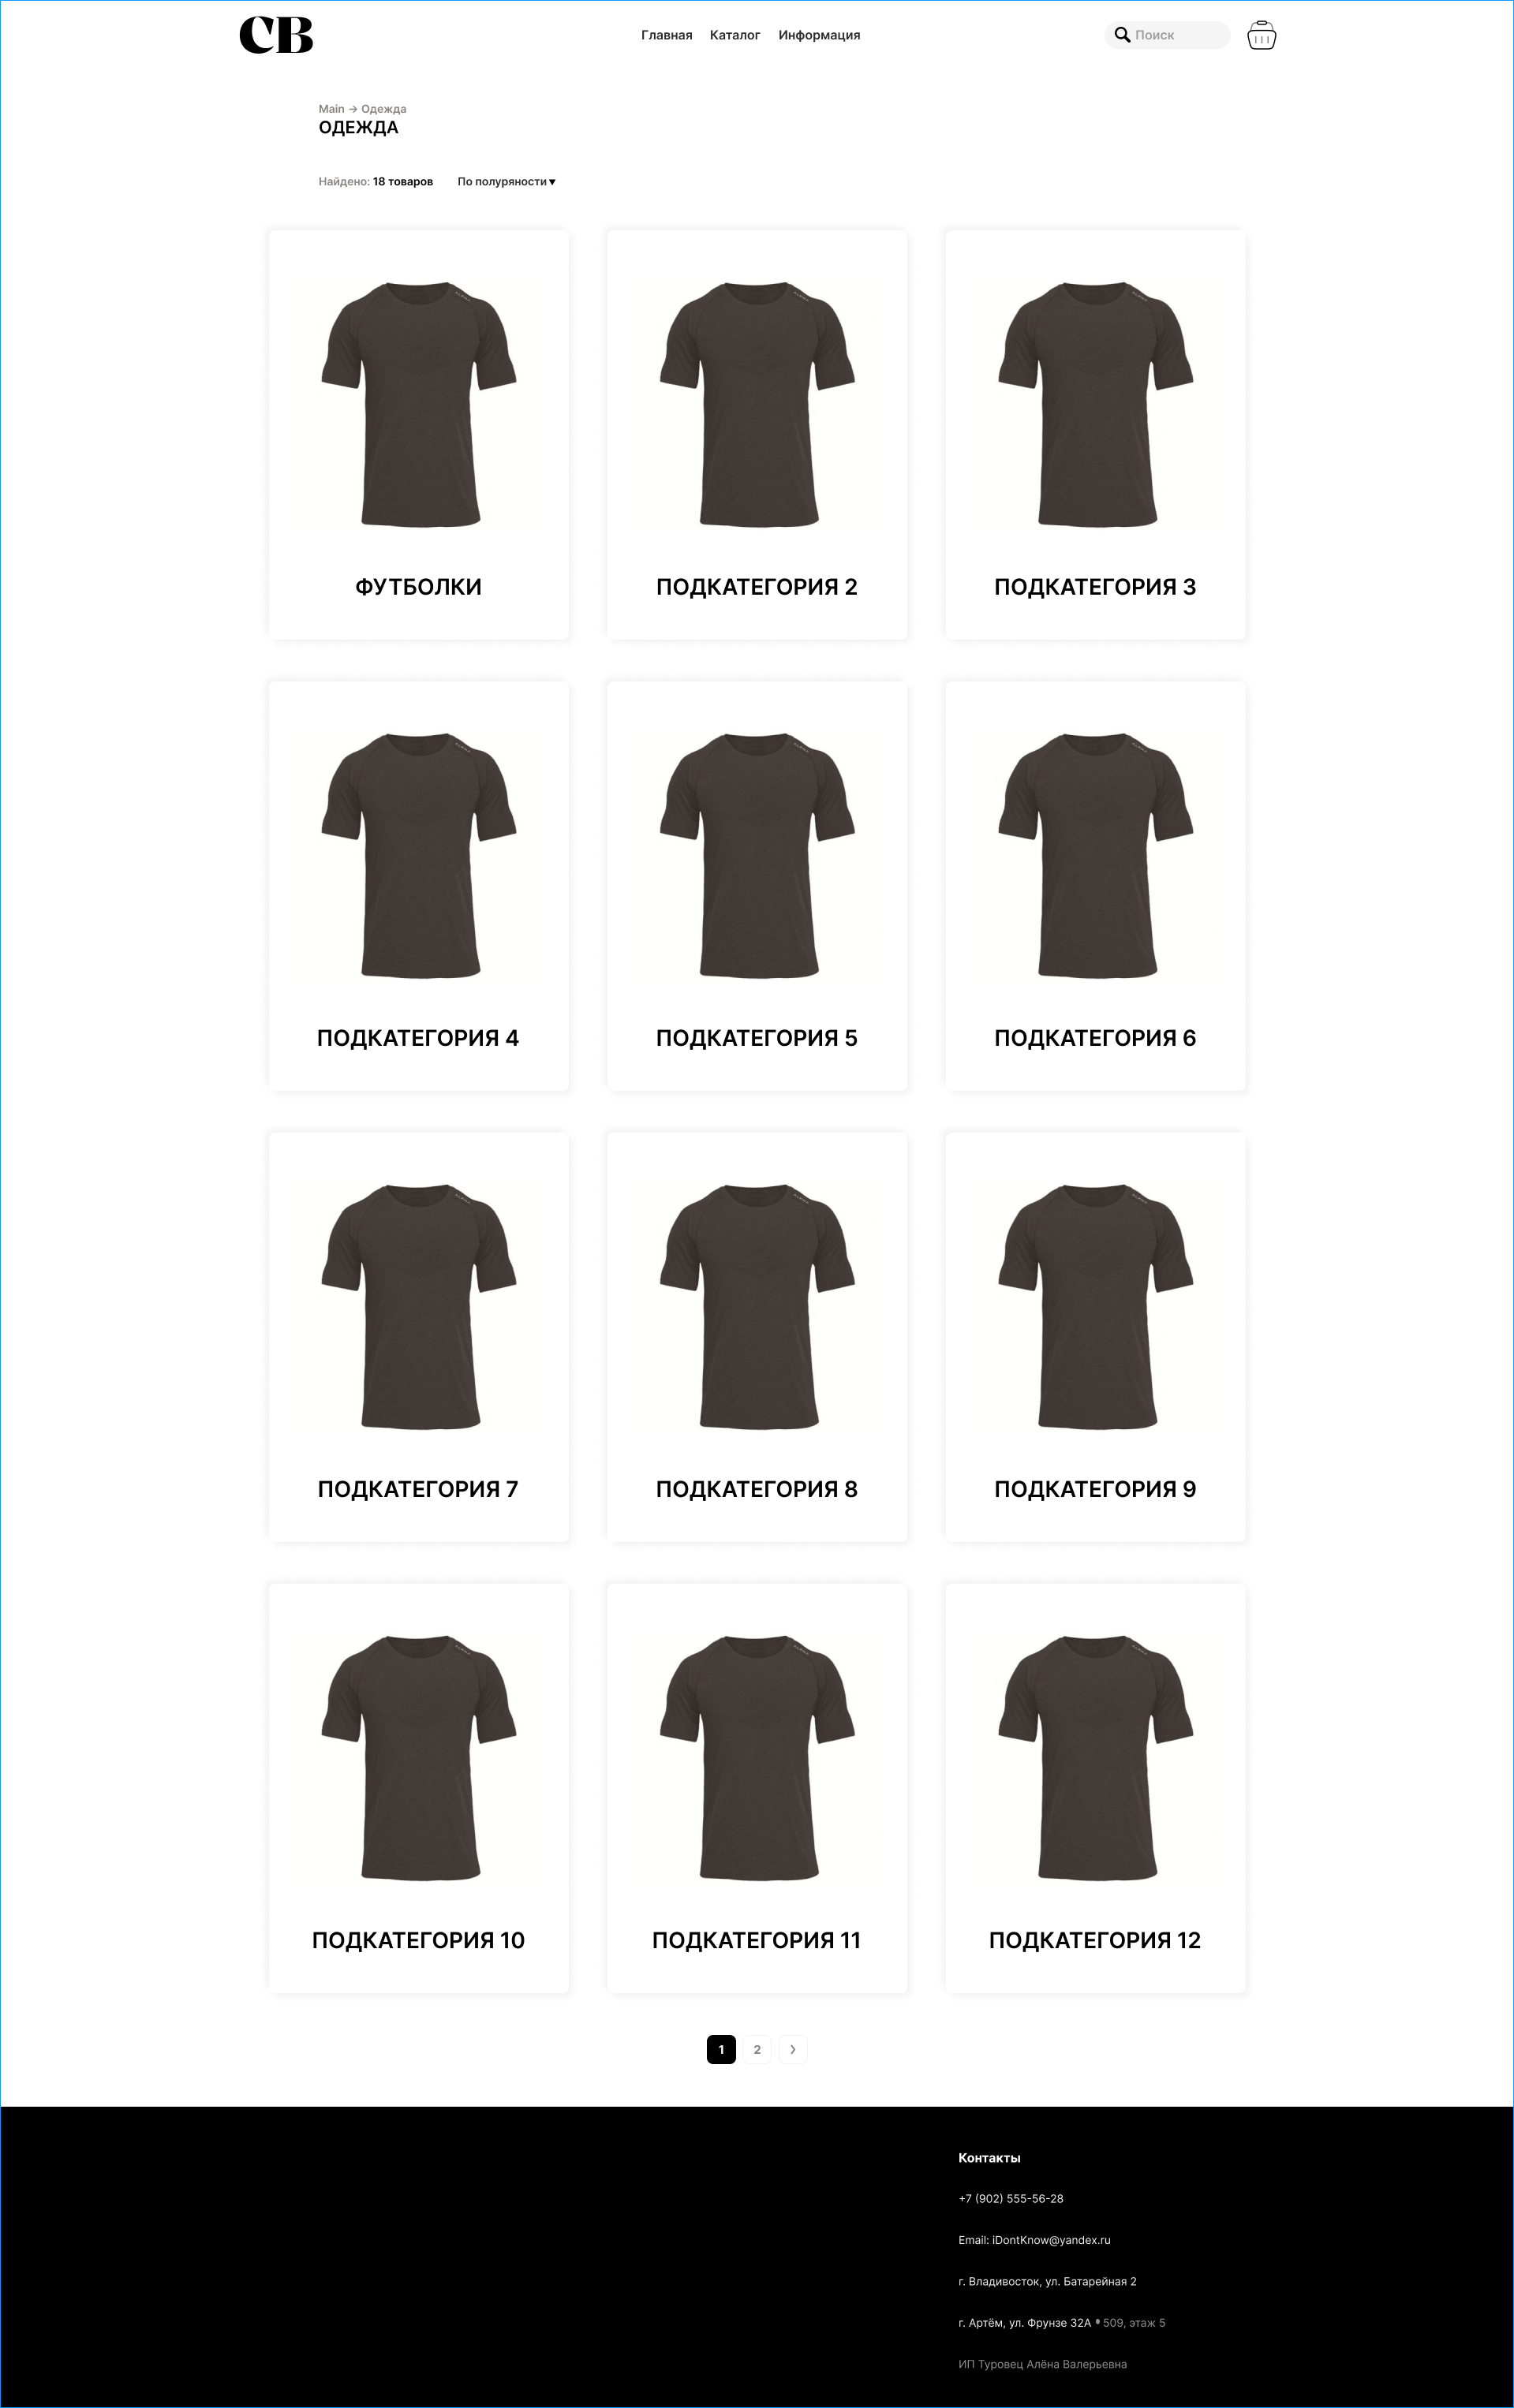 СВ
Главная Каталог Информация Поиск
Main → Одежда
ОДЕЖДА
Найдено: 18 товаров По полуряности ▾
ФУТБОЛКИ ПОДКАТЕГОРИЯ 2 ПОДКАТЕГОРИЯ 3
ПОДКАТЕГОРИЯ 4 ПОДКАТЕГОРИЯ 5 ПОДКАТЕГОРИЯ 6
ПОДКАТЕГОРИЯ 7 ПОДКАТЕГОРИЯ 8 ПОДКАТЕГОРИЯ 9
ПОДКАТЕГОРИЯ 10 ПОДКАТЕГОРИЯ 11 ПОДКАТЕГОРИЯ 12
1 2 >
Контакты
+7 (902) 555-56-28
Email: iDontKnow@yandex.ru
г. Владивосток, ул. Батарейная 2
г. Артём, ул. Фрунзе 32А • 509, этаж 5
ИП Туровец Алёна Валерьевна